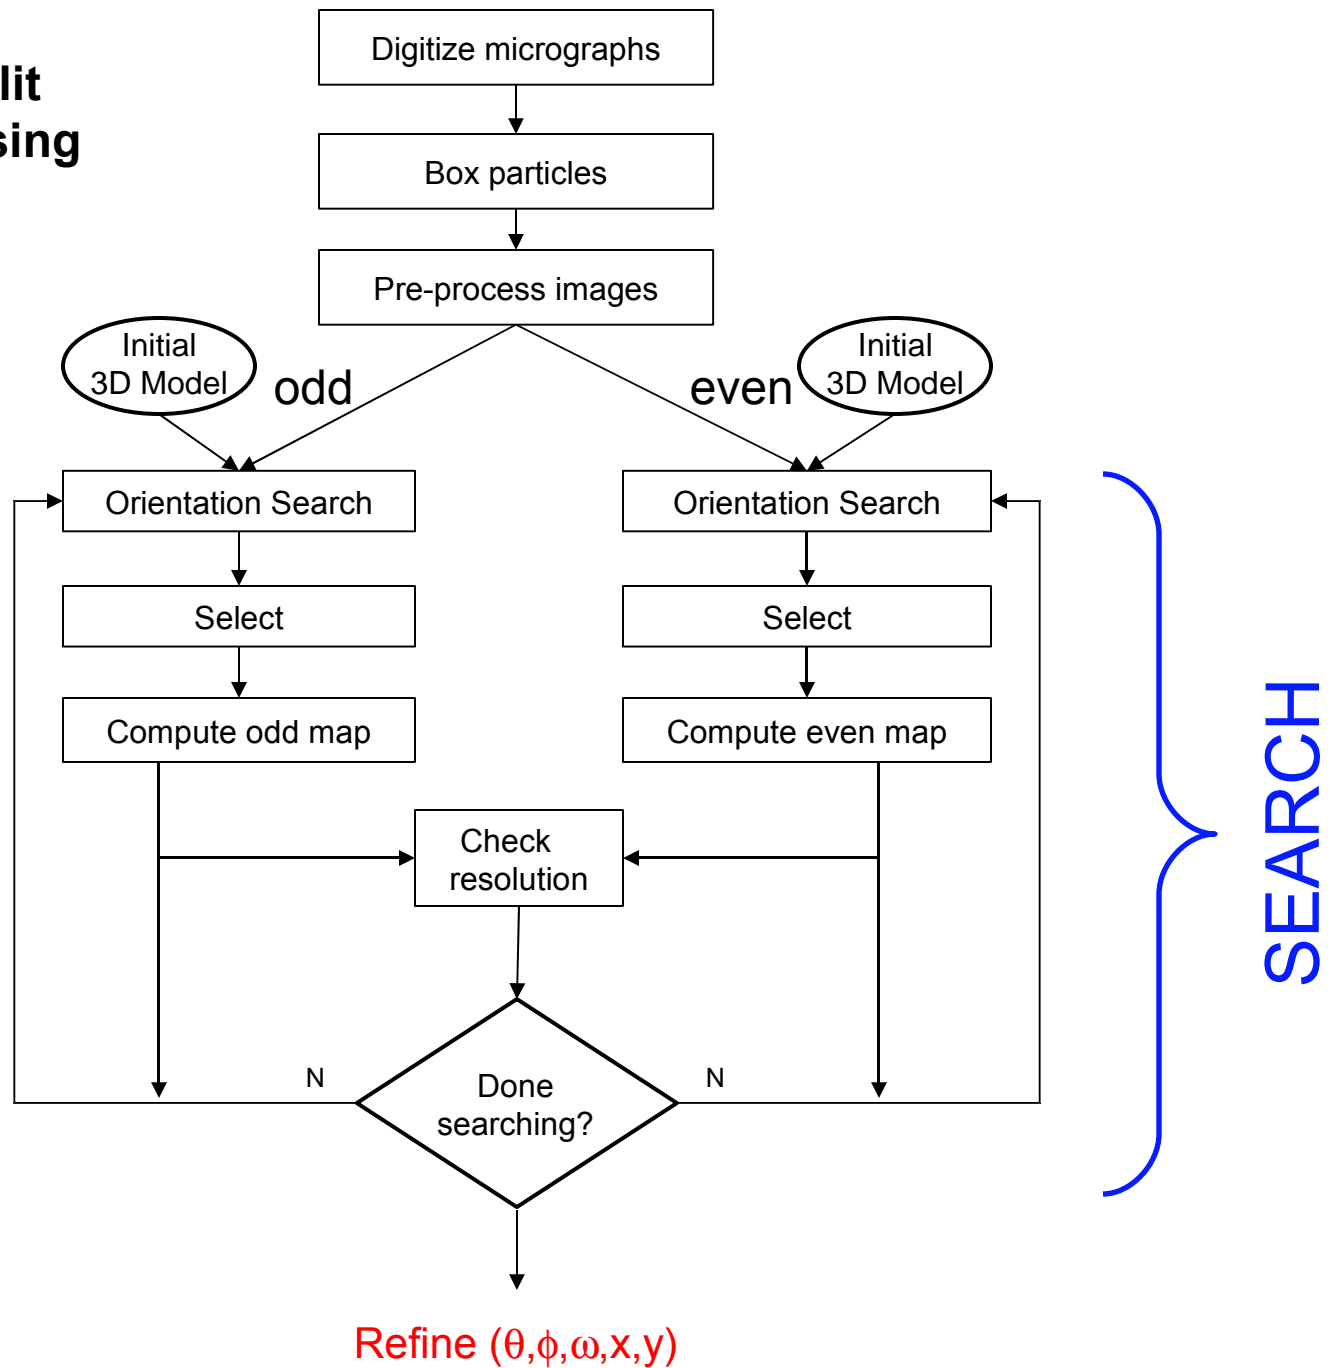 lit
sing
Digitize micrographs
Box particles
Pre-process images
Initial
3D Model
odd
even
Initial
3D Model
Orientation Search
Orientation Search
Select
Select
Compute odd map
Compute even map
Check
resolution
N
Done
searching?
N
SEARCH
Refine (θ,ϕ,ω,x,y)